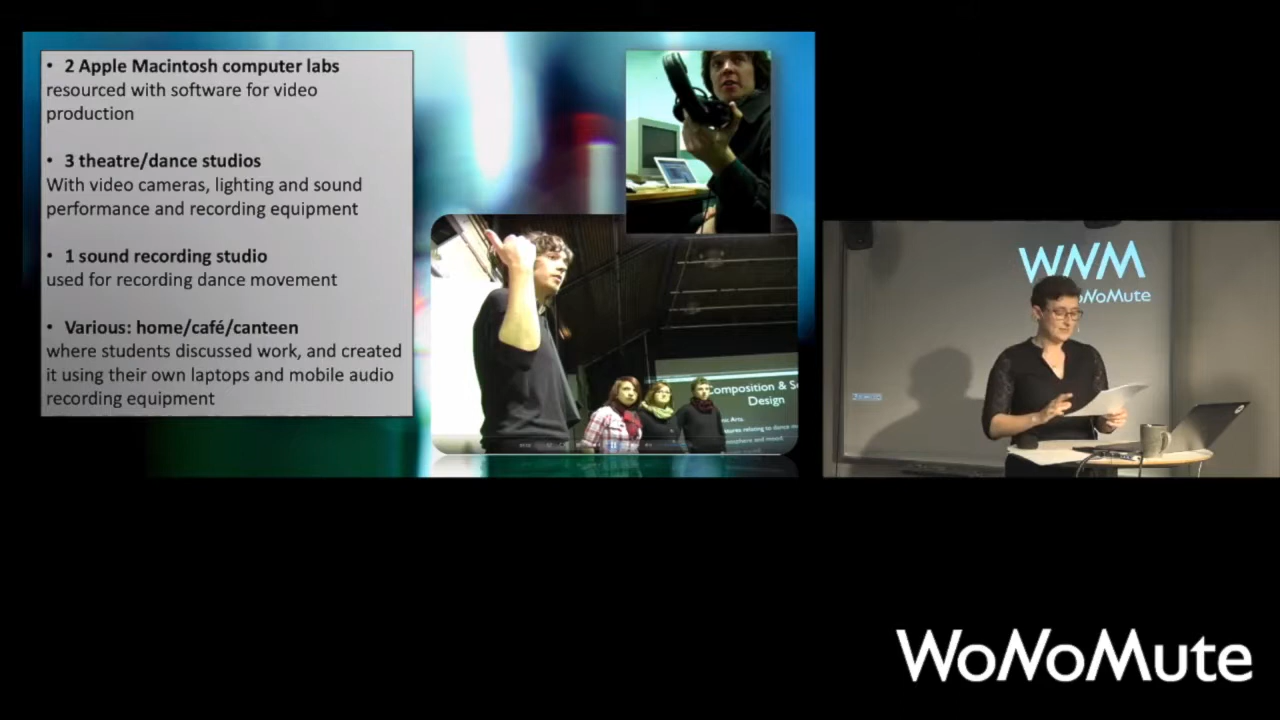 • 2 Apple Macintosh computer labs
resourced with software for video
production
• 3 theatre/dance studios
With video cameras, lighting and sound
performance and recording equipment
• 1 sound recording studio
used for recording dance movement
• Various: home/café/canteen
where students discussed work, and created
it using their own laptops and mobile audio
recording equipment
Composition & So
Design
WNM
NoMute
WoNoMute